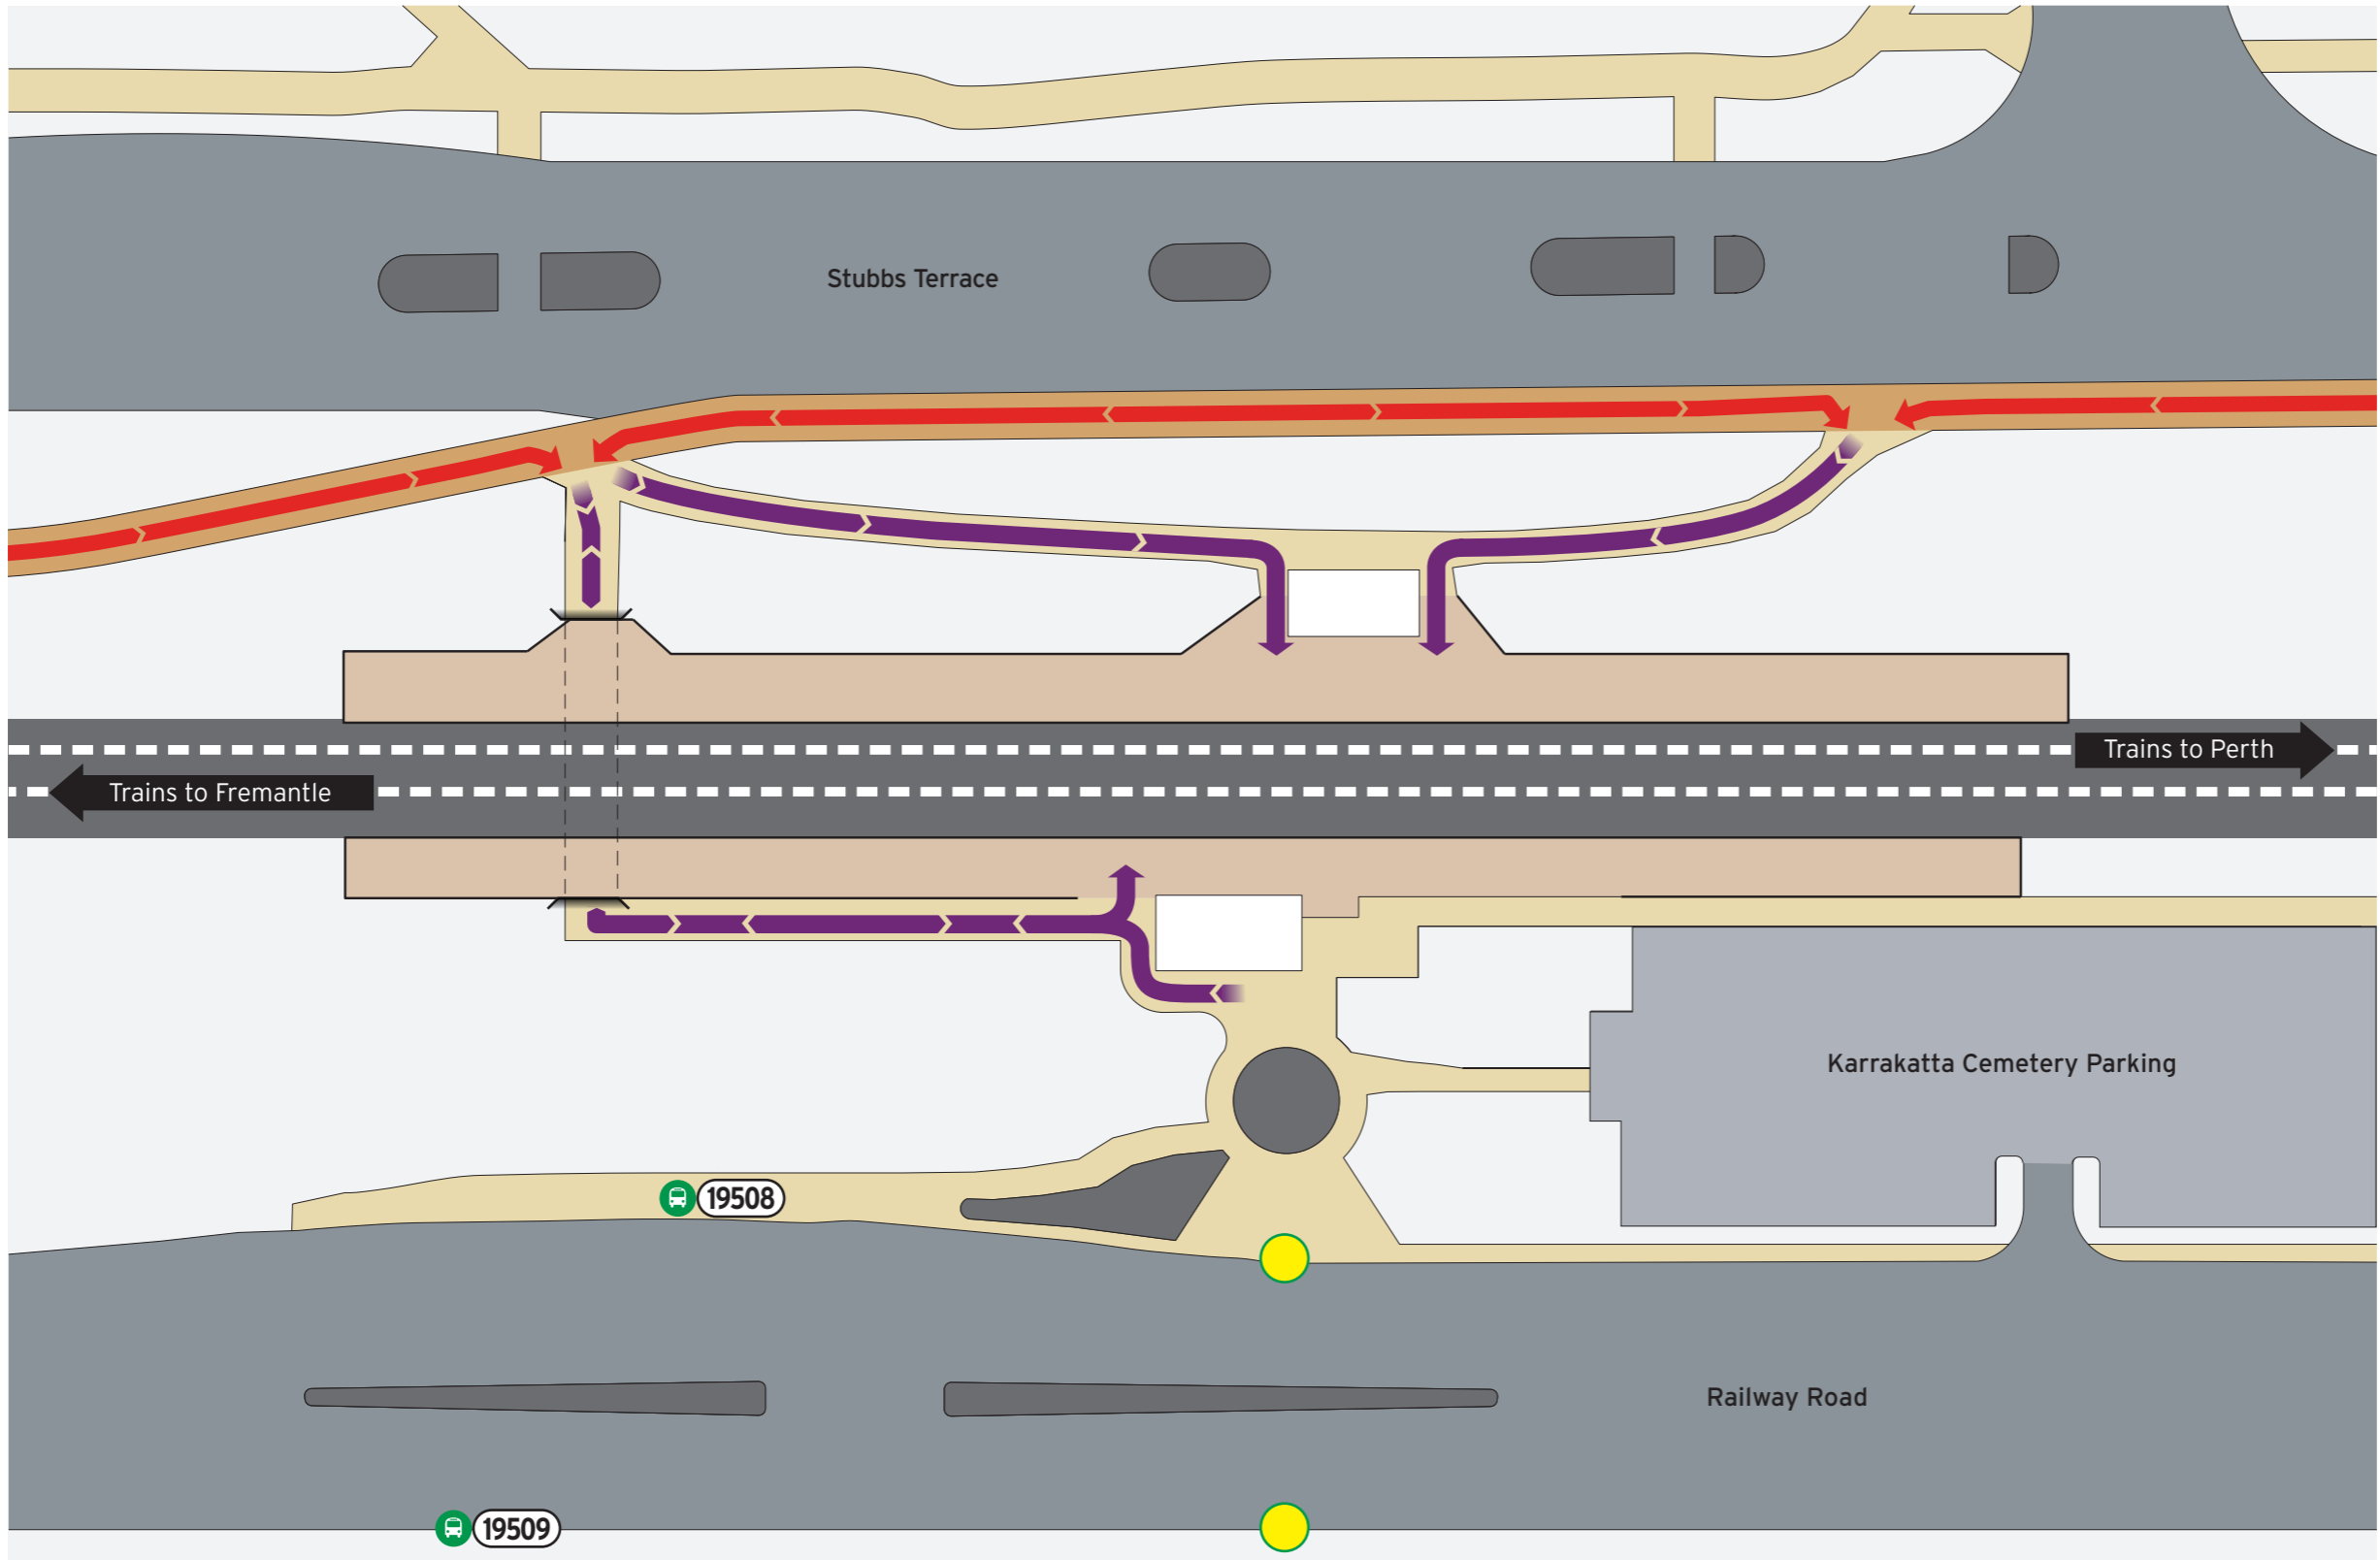 Stubbs Terrace
Trains to Perth
Trains to Fremantle
Karrakatta Cemetery Parking
19508
Railway Road
19509